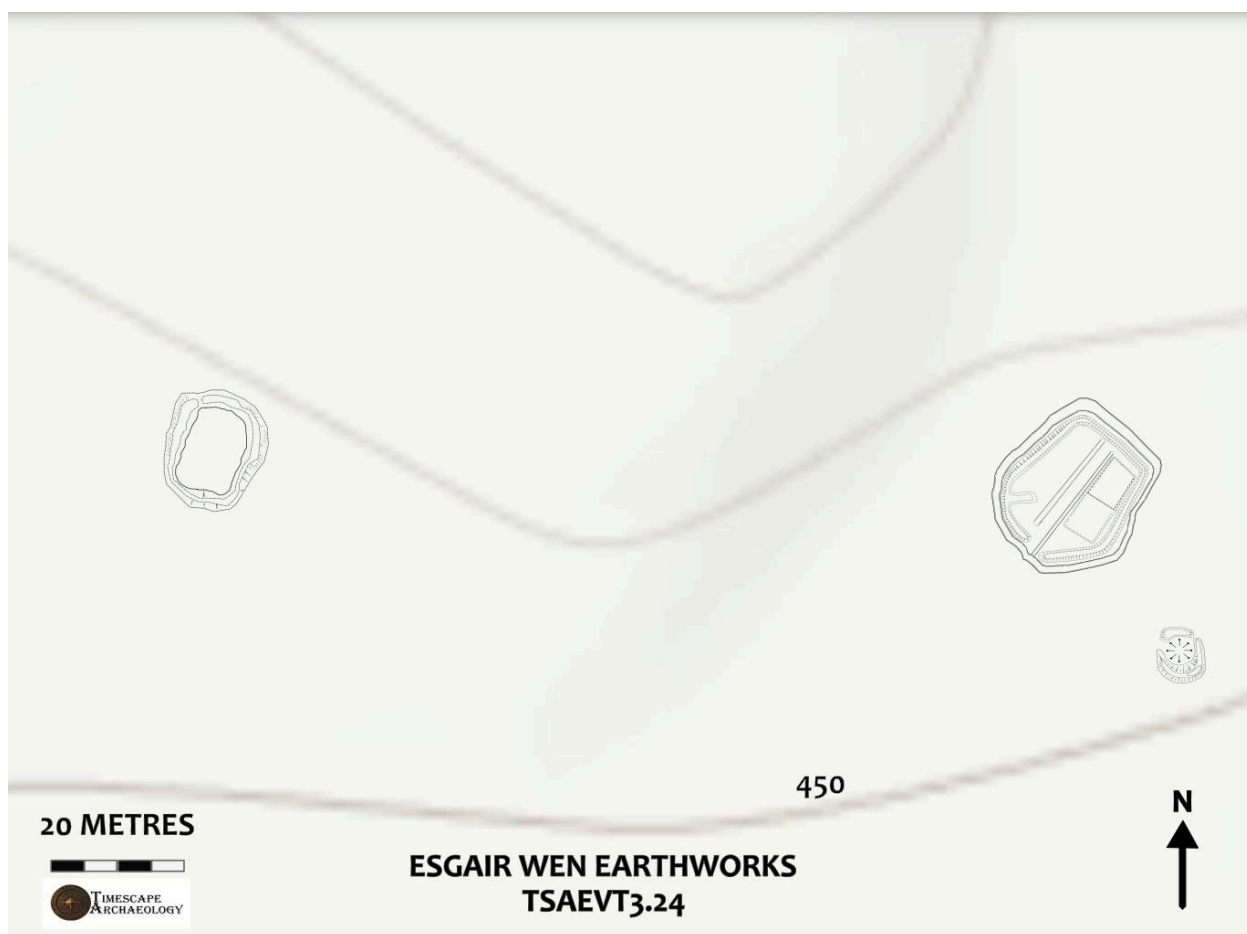 450
N
20 METRES
ESGAIR WEN EARTHWORKS
TSAEVT3.24
TIMESCAPE
ARCHAEOLOGY